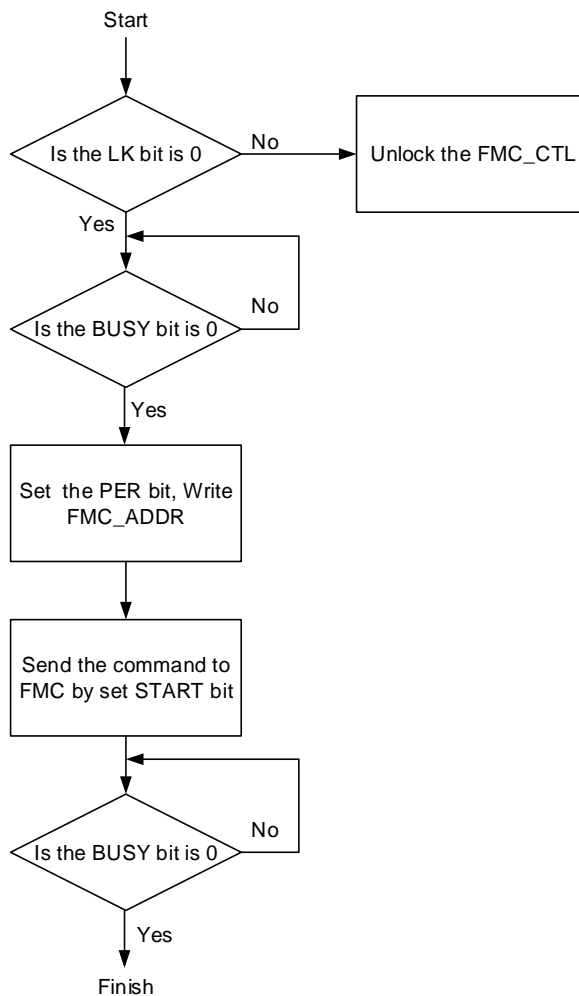 Start
Is the LK bit is 0
No
Unlock the FMC_CTL
Yes
No
Is the BUSY bit is 0
Yes
Set the PER bit, Write
FMC_ADDR
Send the command to
FMC by set START bit
No
Is the BUSY bit is 0
Yes
Finish